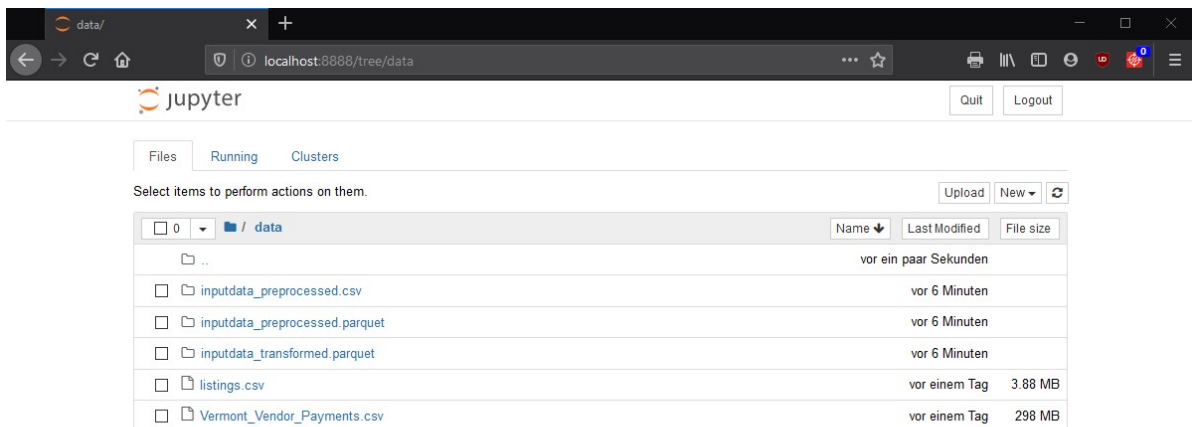 data/
localhost:8888/tree/data
0
jupyter
Quit Logout
Files Running Clusters
Select items to perform actions on them.
Upload New
0 / data Name Last Modified File size
.. vor ein paar Sekunden
inputdata_preprocessed.csv vor 6 Minuten
inputdata_preprocessed.parquet vor 6 Minuten
inputdata_transformed.parquet vor 6 Minuten
listings.csv vor einem Tag 3.88 MB
Vermont_Vendor_Payments.csv vor einem Tag 298 MB